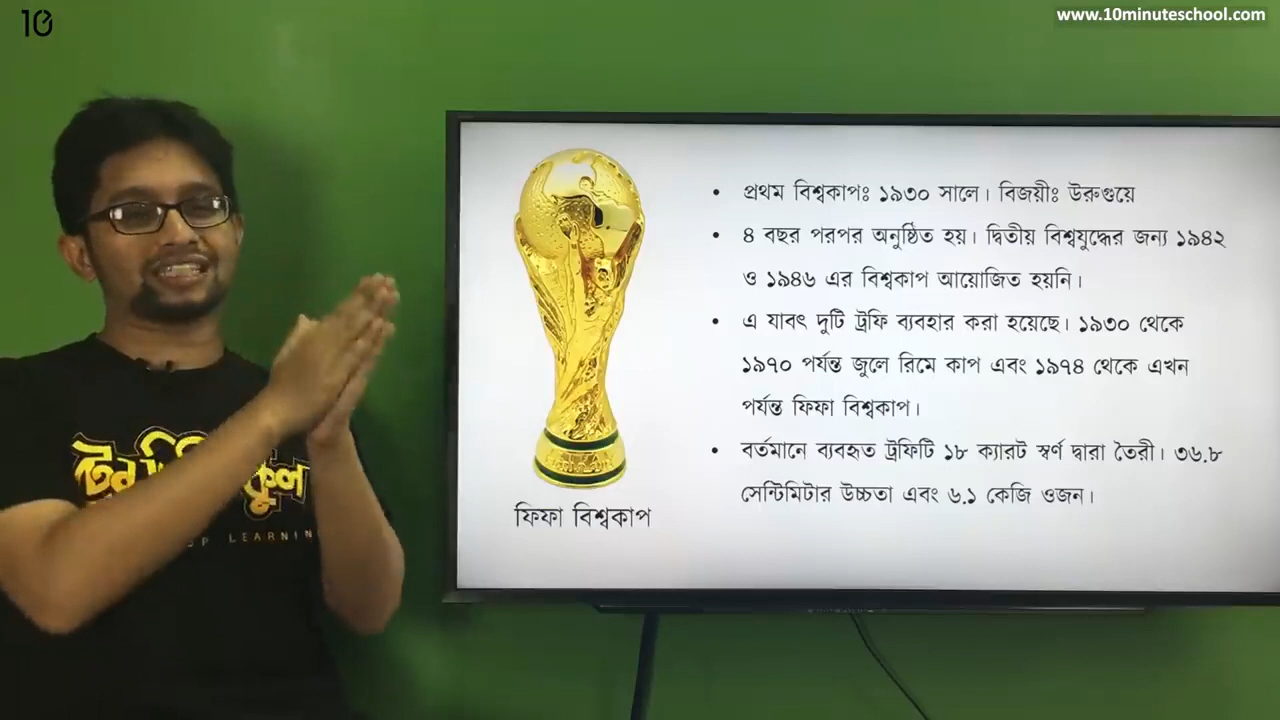 10
www.10minuteschool.com
• প্রথম বিশ্বকাপঃ ১৯৩০ সালে। বিজয়ীঃ উরুগুয়ে
• ৪ বছর পরপর অনুষ্ঠিত হয়। দ্বিতীয় বিশ্বযুদ্ধের জন্য ১৯৪২
ও ১৯৪৬ এর বিশ্বকাপ আয়োজিত হয়নি।
• এ যাবৎ দুটি ট্রফি ব্যবহার করা হয়েছে। ১৯৩০ থেকে
১৯৭০ পর্যন্ত জুলে রিমে কাপ এবং ১৯৭৪ থেকে এখন
পর্যন্ত ফিফা বিশ্বকাপ।
• বর্তমানে ব্যবহৃত ট্রফিটি ১৮ ক্যারট স্বর্ণ দ্বারা তৈরী। ৩৬.৮
সেন্টিমিটার উচ্চতা এবং ৬.১ কেজি ওজন।
ফিফা বিশ্বকাপ
টেন